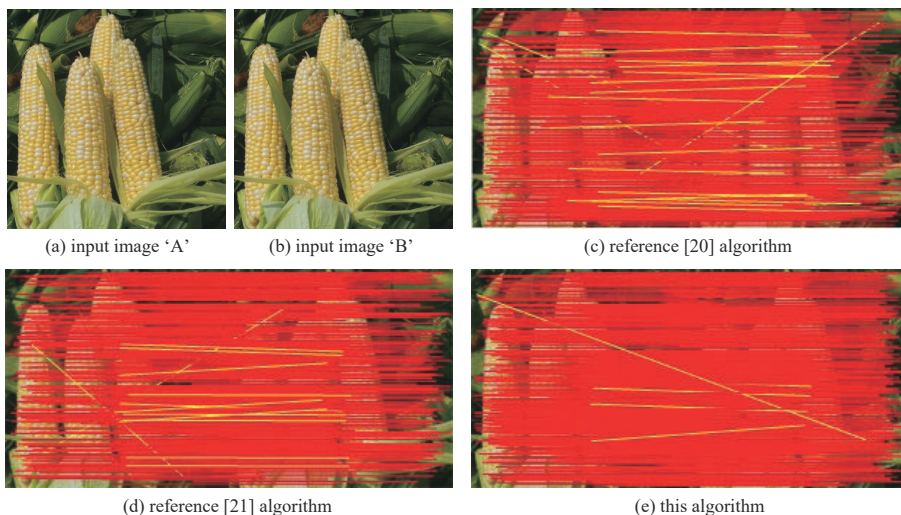 (a) input image ‘A’
(b) input image ‘B’
(c) reference [20] algorithm
(d) reference [21] algorithm
(e) this algorithm